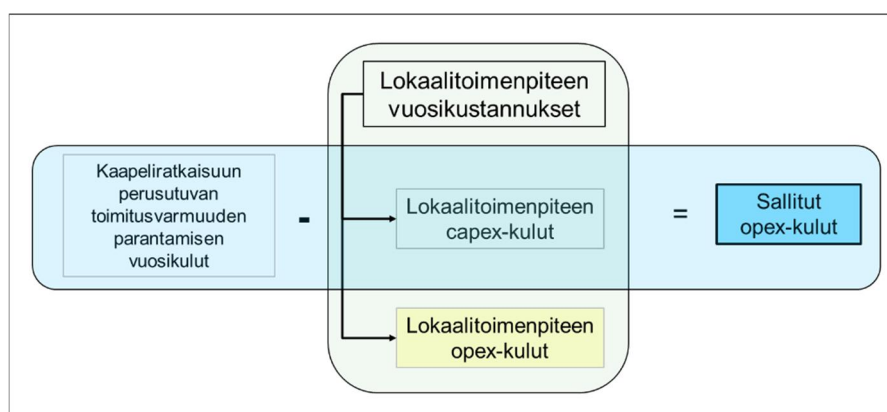 Lokaalitoimenpiteen
vuosikustannukset
Kaapeliratkaisuun
perusutuvan
toimitusvarmuuden
parantamisen
vuosikulut
-
Lokaalitoimenpiteen
capex-kulut
=
Sallitut
opex-kulut
Lokaalitoimenpiteen
opex-kulut